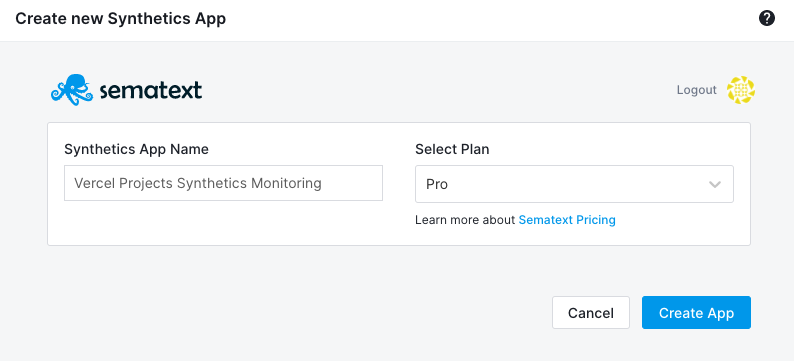 Create new Synthetics App
?
sematext
Logout
Synthetics App Name
Select Plan
Vercel Projects Synthetics Monitoring
Pro
Learn more about Sematext Pricing
Cancel
Create App